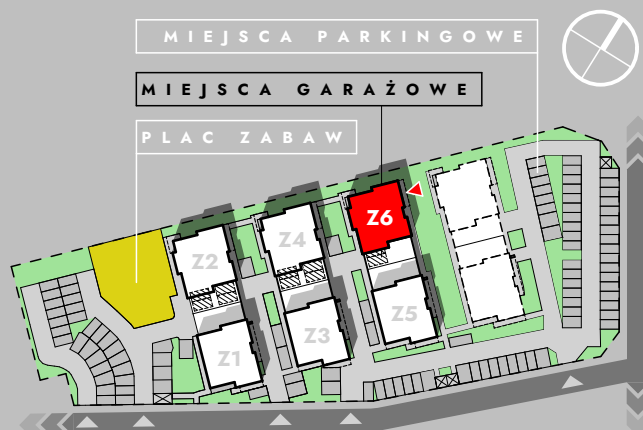 MIEJSCA PARKINGOWE
MIEJSCA GARAŻOWE
PLAC ZABAW
Z6
Z4
Z2
Z5
Z3
Z1